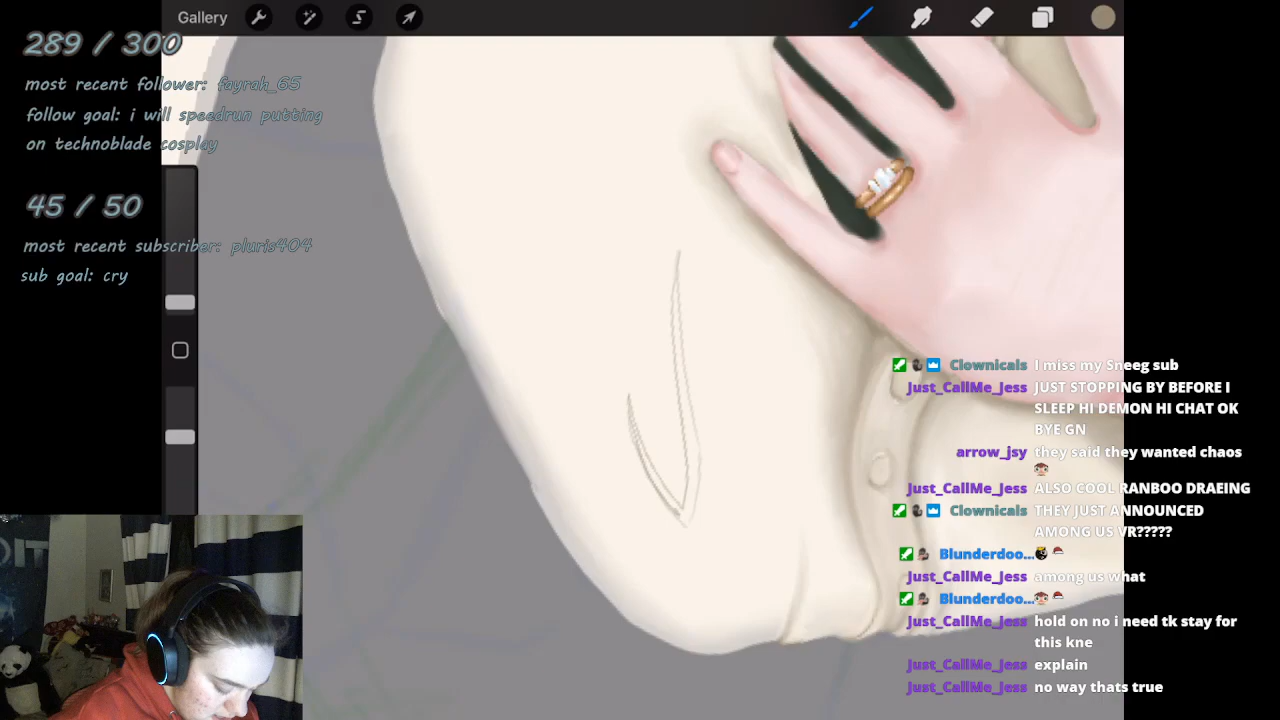 Gallery
289 / 300
most recent follower: fayrah_65
follow goal: i will speedrun putting
on technoblade cosplay
45 / 50
most recent subscriber: pluris404
sub goal: cry
Clownicals I miss my Sneeg sub
Just_CallMe_Jess JUST STOPPING BY BEFORE I
SLEEP HI DEMON HI CHAT OK
BYE GN
arrow_jsy they said they wanted chaos
Just_CallMe_Jess ALSO COOL RANBOO DRAEING
Clownicals THEY JUST ANNOUNCED
AMONG US VR?????
Blunderdoo...
Just_CallMe_Jess among us what
Blunderdoo...
Just_CallMe_Jess hold on no i need tk stay for
this kne
Just_CallMe_Jess explain
Just_CallMe_Jess no way thats true